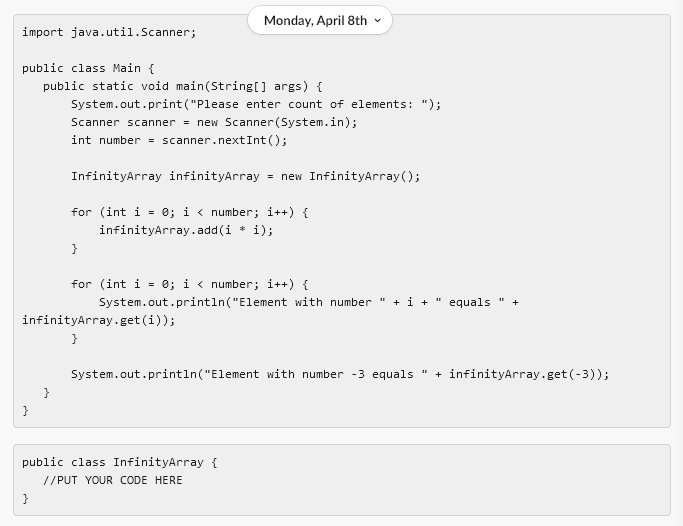 Monday, April 8th
import java.util.Scanner;
public class Main {
public static void main(String[] args) {
System.out.print("Please enter count of elements: ");
Scanner scanner = new Scanner(System.in);
int number = scanner.nextInt();
InfinityArray infinityArray = new InfinityArray();
for (int i = 0; i < number; i++) {
infinityArray.add(i * i);
}
for (int i = 0; i < number; i++) {
System.out.println("Element with number " + i + " equals " +
infinityArray.get(i));
}
System.out.println("Element with number -3 equals " + infinityArray.get(-3));
}
}
public class InfinityArray {
//PUT YOUR CODE HERE
}